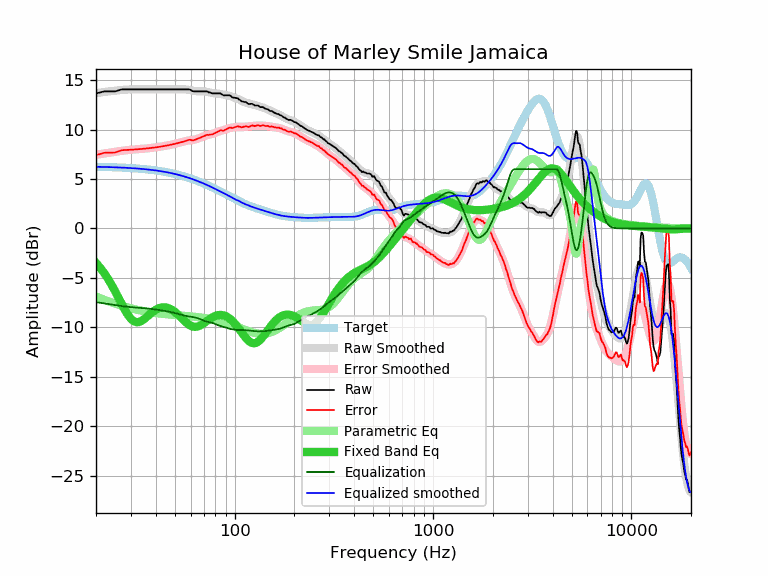 House of Marley Smile Jamaica
15
10
5
0
−5
−10
−15
−20
−25
Amplitude (dBr)
Target
Raw Smoothed
Error Smoothed
Raw
Error
Parametric Eq
Fixed Band Eq
Equalization
Equalized smoothed
100
1000
10000
Frequency (Hz)